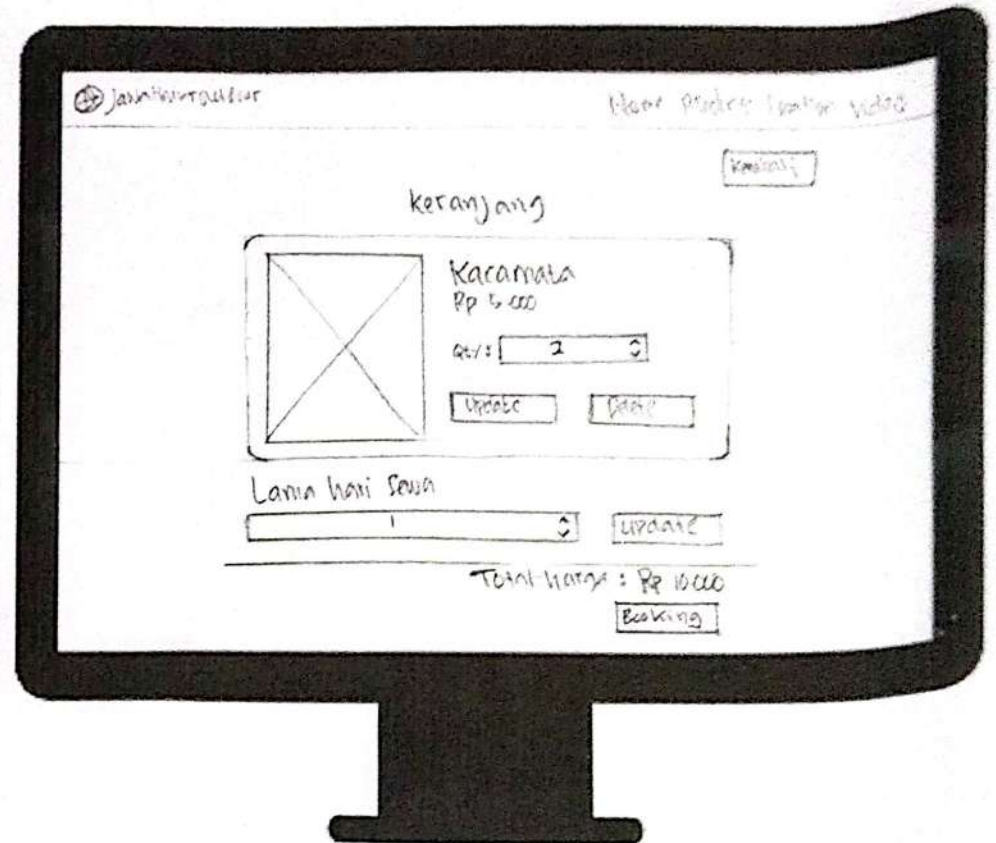 Home Product Location Video
Kembali
keranjang
Kacamata
Rp 5.000
Qty: 2
Update Delete
Lama hari sewa
1 Update
Total harga : Rp 10.000
Booking